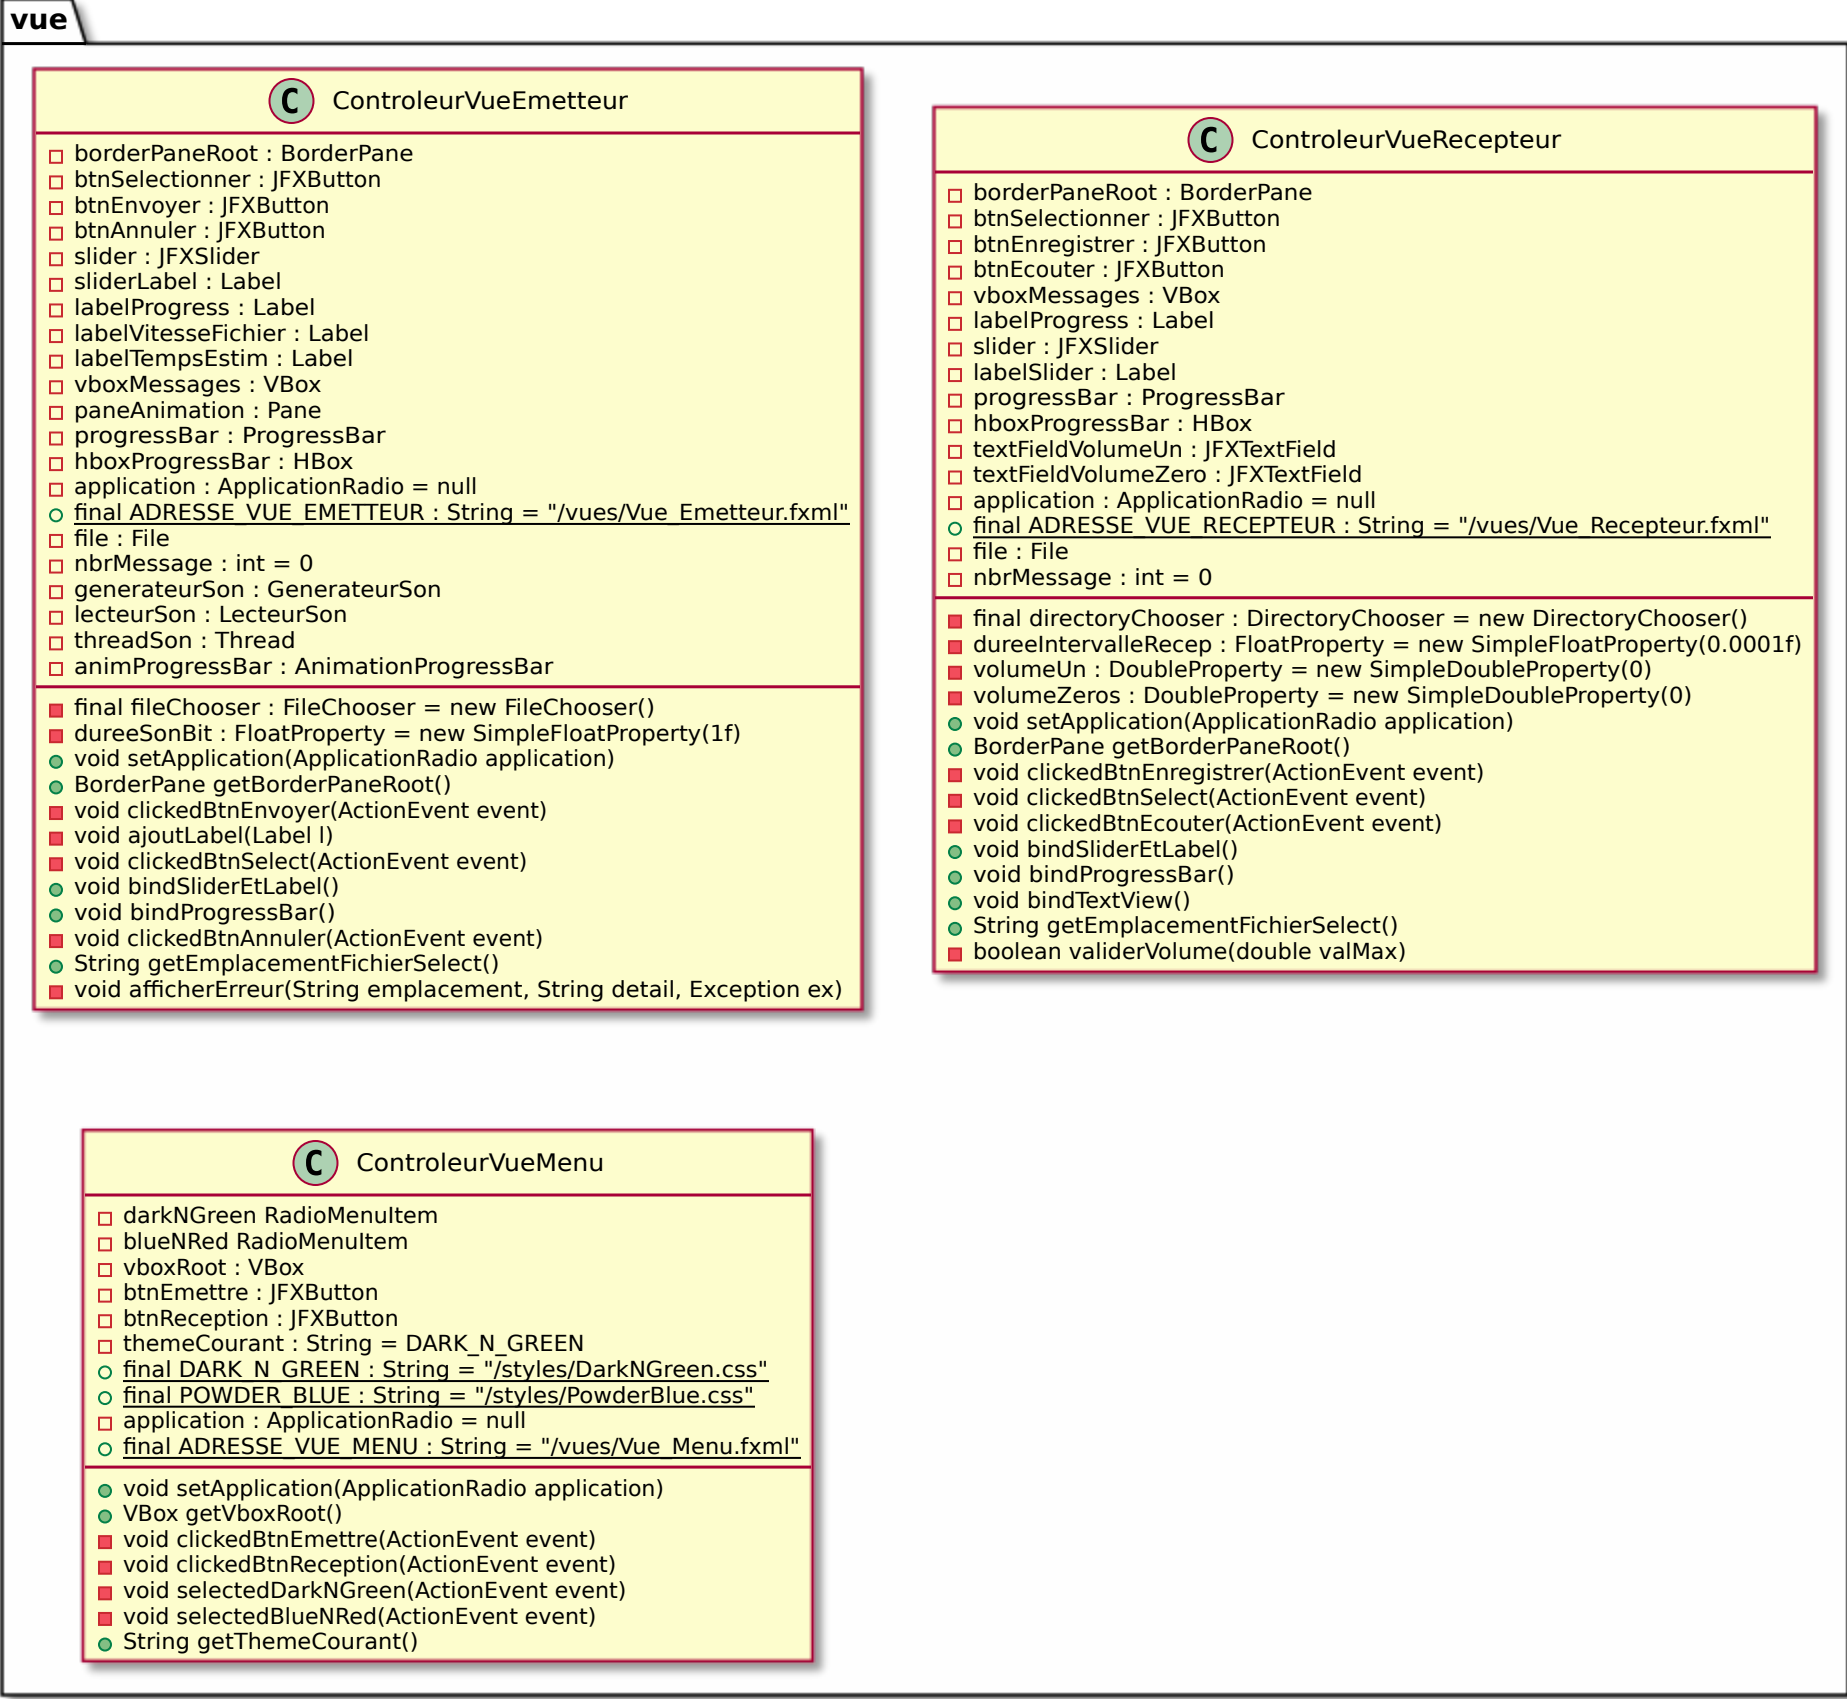 vue
C ControleurVueEmetteur
borderPaneRoot : BorderPane
btnSelectionner : JFXButton
btnEnvoyer : JFXButton
btnAnnuler : JFXButton
slider : JFXSlider
sliderLabel : Label
labelProgress : Label
labelVitesseFichier : Label
labelTempsEstim : Label
vboxMessages : VBox
paneAnimation : Pane
progressBar : ProgressBar
hboxProgressBar : HBox
application : ApplicationRadio = null
final ADRESSE_VUE_EMETTEUR : String = "/vues/Vue_Emetteur.fxml"
file : File
nbrMessage : int = 0
generateurSon : GenerateurSon
lecteurSon : LecteurSon
threadSon : Thread
animProgressBar : AnimationProgressBar
final fileChooser : FileChooser = new FileChooser()
dureeSonBit : FloatProperty = new SimpleFloatProperty(1f)
void setApplication(ApplicationRadio application)
BorderPane getBorderPaneRoot()
void clickedBtnEnvoyer(ActionEvent event)
void ajoutLabel(Label l)
void clickedBtnSelect(ActionEvent event)
void bindSliderEtLabel()
void bindProgressBar()
void clickedBtnAnnuler(ActionEvent event)
String getEmplacementFichierSelect()
void afficherErreur(String emplacement, String detail, Exception ex)
C ControleurVueRecepteur
borderPaneRoot : BorderPane
btnSelectionner : JFXButton
btnEnregistrer : JFXButton
btnEcouter : JFXButton
vboxMessages : VBox
labelProgress : Label
slider : JFXSlider
labelSlider : Label
progressBar : ProgressBar
hboxProgressBar : HBox
textFieldVolumeUn : JFXTextField
textFieldVolumeZero : JFXTextField
application : ApplicationRadio = null
final ADRESSE_VUE_RECEPTEUR : String = "/vues/Vue_Recepteur.fxml"
file : File
nbrMessage : int = 0
final directoryChooser : DirectoryChooser = new DirectoryChooser()
dureeIntervalleRecep : FloatProperty = new SimpleFloatProperty(0.0001f)
volumeUn : DoubleProperty = new SimpleDoubleProperty(0)
volumeZeros : DoubleProperty = new SimpleDoubleProperty(0)
void setApplication(ApplicationRadio application)
BorderPane getBorderPaneRoot()
void clickedBtnEnregistrer(ActionEvent event)
void clickedBtnSelect(ActionEvent event)
void clickedBtnEcouter(ActionEvent event)
void bindSliderEtLabel()
void bindProgressBar()
void bindTextView()
String getEmplacementFichierSelect()
boolean validerVolume(double valMax)
C ControleurVueMenu
darkNGreen RadioMenuItem
blueNRed RadioMenuItem
vboxRoot : VBox
btnEmettre : JFXButton
btnReception : JFXButton
themeCourant : String = DARK_N_GREEN
final DARK_N_GREEN : String = "/styles/DarkNGreen.css"
final POWDER_BLUE : String = "/styles/PowderBlue.css"
application : ApplicationRadio = null
final ADRESSE_VUE_MENU : String = "/vues/Vue_Menu.fxml"
void setApplication(ApplicationRadio application)
VBox getVboxRoot()
void clickedBtnEmettre(ActionEvent event)
void clickedBtnReception(ActionEvent event)
void selectedDarkNGreen(ActionEvent event)
void selectedBlueNRed(ActionEvent event)
String getThemeCourant()